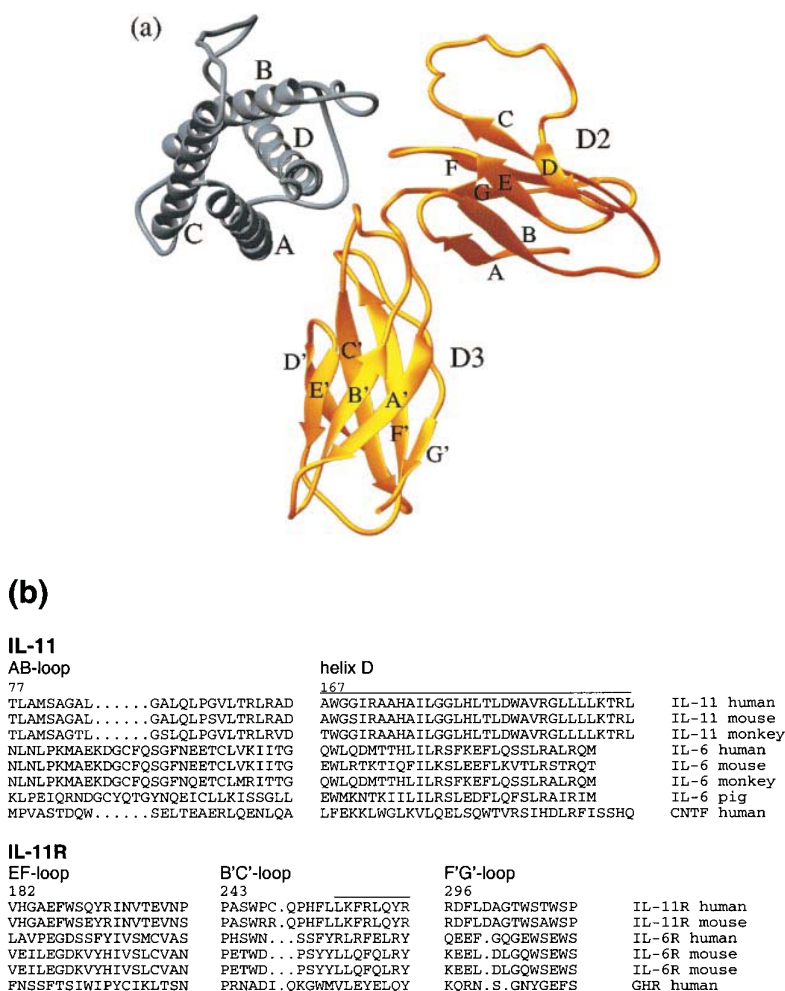 (a)
B
D
C
A
C
D2
F
E
D
G
B
A
D3
D'
C'
E'
B'
A'
F'
G'
(b)
IL-11
AB-loop helix D
77 167
TLAMSAGAL......GALQLPGVLTRLRAD AWGGIRAAHAILGGLHLTLDWAVRGLLLLKTRL IL-11 human
TLAMSAGAL......GSLQLPSVLTRLRVD AWGSIRAAHAILGGLHLTLDWAVRGLLLLKTRL IL-11 mouse
TLAMSAGTL......GSLQLPGVLTRLRVD TWGGIRAAHAILGGLHLTLDWAVRGLLLLKTRL IL-11 monkey
NLNLPKMAEKDGCFQSGFNEETCLVKIITG QWLQDMTTHLILRSFKEFLQSSLRALRQM IL-6 human
NLNLPKMAEKDGCFQSGFNEETCLVKIITG EWLRTKTIQFILKSLEEFLKVTLRSTRQT IL-6 mouse
NLNLPKMAEKDGCFQSGFNQETCLMRITTG QWLQDMTTHLILRSFKEFLQSSLRALRQM IL-6 monkey
KLPEIQRNDGCYQTGYNQEICLLKISSGLL EWMKNTKIILILRSLEDFLQFSLRAIRIM IL-6 pig
MPVASTDQW......SELTEAERLQENLQA LFEKKLWGLKVLQELSQWTVRSIHDLRFISSHQ CNTF human
IL-11R
EF-loop B'C'-loop F'G'-loop
182 243 296
VHGAEFWSQYRINVTEVNP PASWPC.QPHFLLKFRLQYR RDFLDAGTWSTWSP IL-11R human
VHGAEFWSEYRINVTEVNS PASWRR.QPHFLLKFRLQYR RDFLDAGTWSAWSP IL-11R mouse
LAVPEGDSSFYIVSMCVAS PHSWN...SSFYRLRFELRY QEEF.GQGEWSEWS IL-6R human
VEILEGDKVYHIVSLCVAN PETWD...PSYYLLQFQLRY KEEL.DLGQWSEWS IL-6R mouse
VEILEGDKVYHIVSLCVAN PETWD...PSYYLLQFQLRY KEEL.DLGQWSEWS IL-6R mouse
FNSSFTSIWIPYCIKLTSN PRNADI.QKGWMVLEYELQY KQRN.S.GNYGEFS GHR human